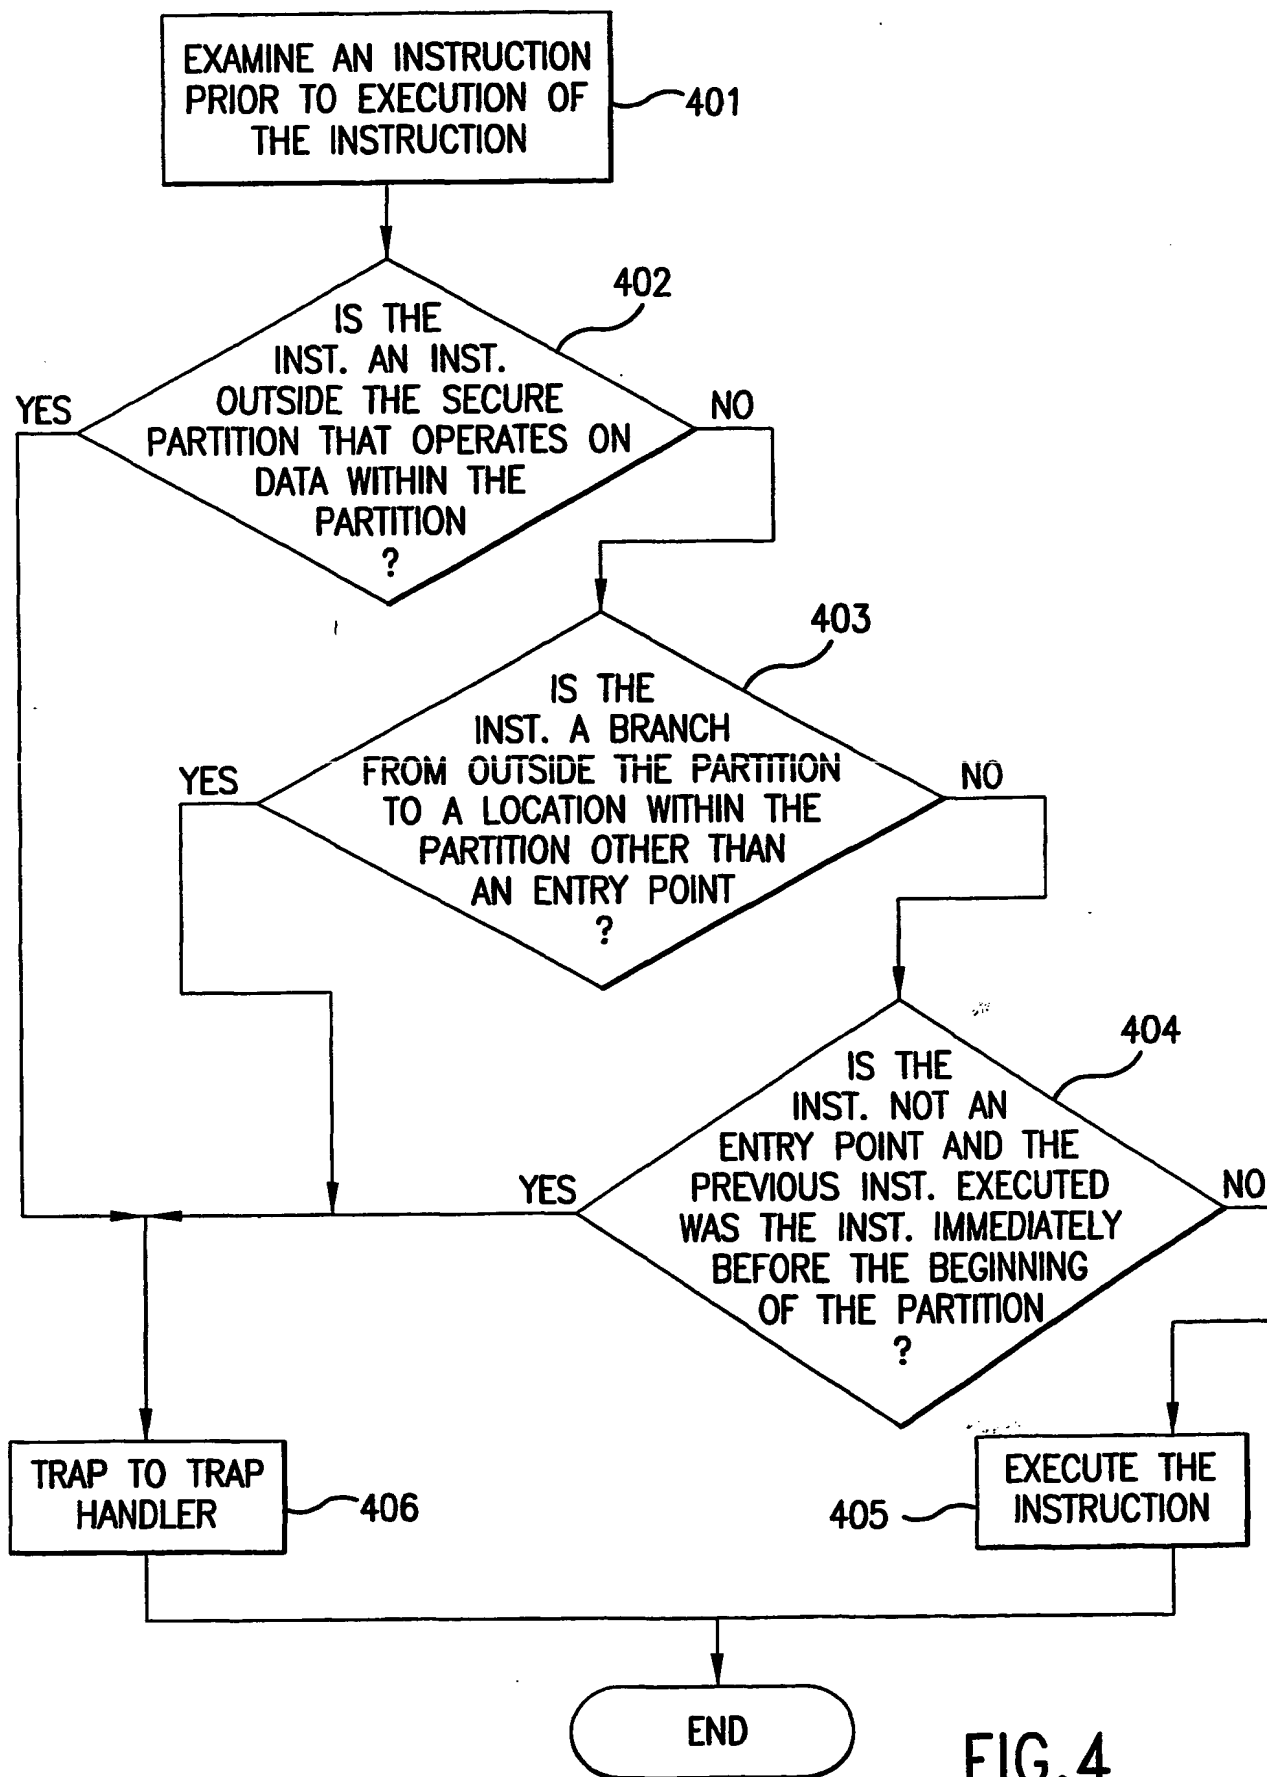 EXAMINE AN INSTRUCTION
PRIOR TO EXECUTION OF
THE INSTRUCTION
401
402
IS THE
INST. AN INST.
OUTSIDE THE SECURE
PARTITION THAT OPERATES ON
DATA WITHIN THE
PARTITION
?
YES
NO
403
IS THE
INST. A BRANCH
FROM OUTSIDE THE PARTITION
TO A LOCATION WITHIN THE
PARTITION OTHER THAN
AN ENTRY POINT
?
YES
NO
404
IS THE
INST. NOT AN
ENTRY POINT AND THE
PREVIOUS INST. EXECUTED
WAS THE INST. IMMEDIATELY
BEFORE THE BEGINNING
OF THE PARTITION
?
YES
NO
TRAP TO TRAP
HANDLER
406
405
EXECUTE THE
INSTRUCTION
END
FIG.4